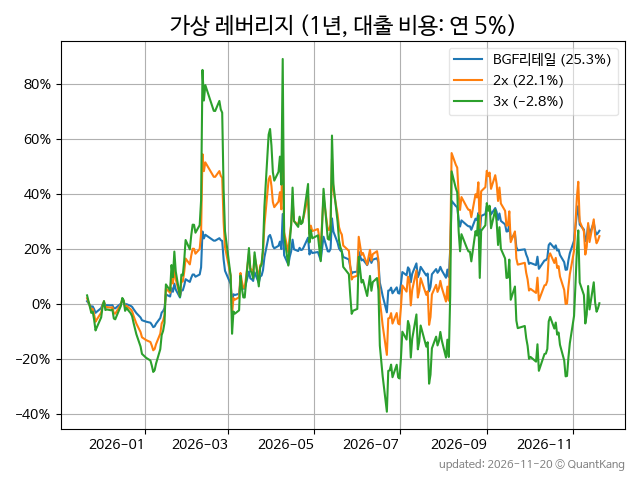 가상 레버리지 (1년, 대출 비용: 연 5%)
BGF리테일 (25.3%)
2x (22.1%)
3x (-2.8%)
80%
60%
40%
20%
0%
−20%
−40%
2026-01
2026-03
2026-05
2026-07
2026-09
2026-11
updated: 2026-11-20 © QuantKang